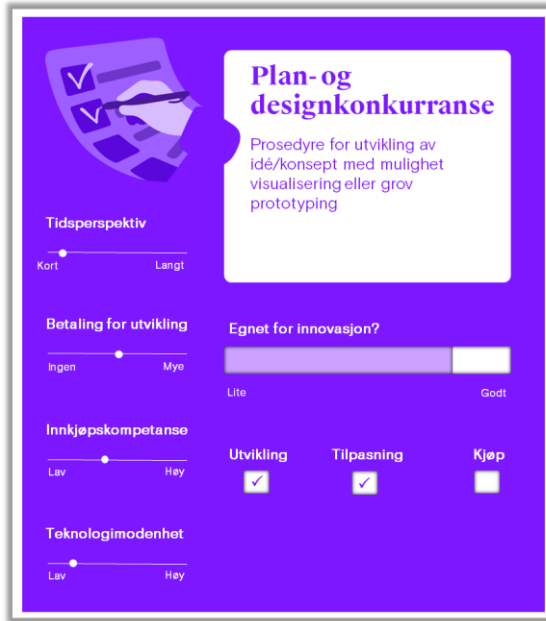 Plan- og
designkonkurranse
Prosedyre for utvikling av
idé/konsept med mulighet
visualisering eller grov
prototyping
Tidsperspektiv
Kort Langt
Betaling for utvikling
Ingen Mye
Innkjøpskompetanse
Lav Høy
Teknologimodenhet
Lav Høy
Egnet for innovasjon?
Lite Godt
Utvikling Tilpasning Kjøp